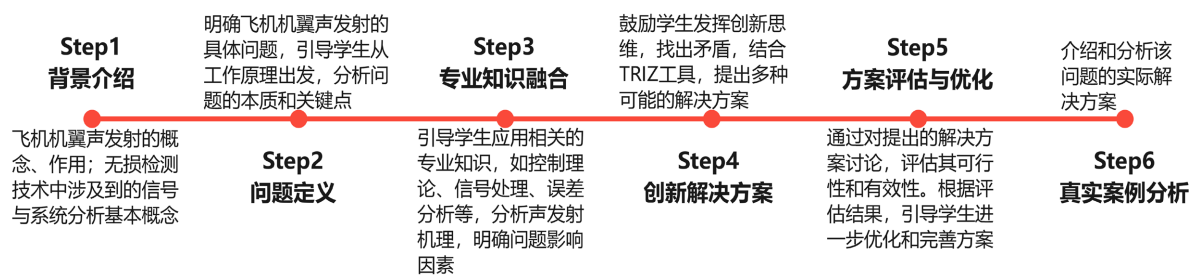 Step1
背景介绍
飞机机翼声发射的概
念、作用；无损检测
技术中涉及到的信号
与系统分析基本概念
明确飞机机翼声发射的
具体问题，引导学生从
工作原理出发，分析问
题的本质和关键点
Step2
问题定义
Step3
专业知识融合
引导学生应用相关的
专业知识，如控制理
论、信号处理、误差
分析等，分析声发射
机理，明确问题影响
因素
鼓励学生发挥创新思
维，找出矛盾，结合
TRIZ工具，提出多种
可能的解决方案
Step4
创新解决方案
Step5
方案评估与优化
通过对提出的解决方
案讨论，评估其可行
性和有效性。根据评
估结果，引导学生进
一步优化和完善方案
介绍和分析该
问题的实际解
决方案
Step6
真实案例分析